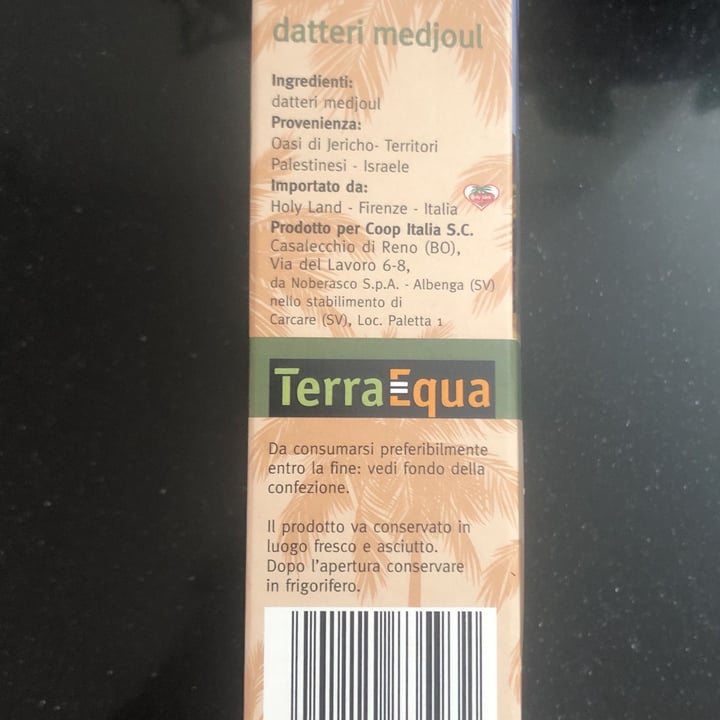 datteri medjoul
Ingredienti:
datteri medjoul
Provenienza:
Oasi di Jericho- Territori
Palestinesi - Israele
Importato da:
Holy Land - Firenze - Italia
Prodotto per Coop Italia S.C.
Casalecchio di Reno (BO),
Via del Lavoro 6-8,
da Noberasco S.p.A. - Albenga (SV)
nello stabilimento di
Carcare (SV), Loc. Paletta 1
TerraEqua
Da consumarsi preferibilmente
entro la fine: vedi fondo della
confezione.
Il prodotto va conservato in
luogo fresco e asciutto.
Dopo l'apertura conservare
in frigorifero.